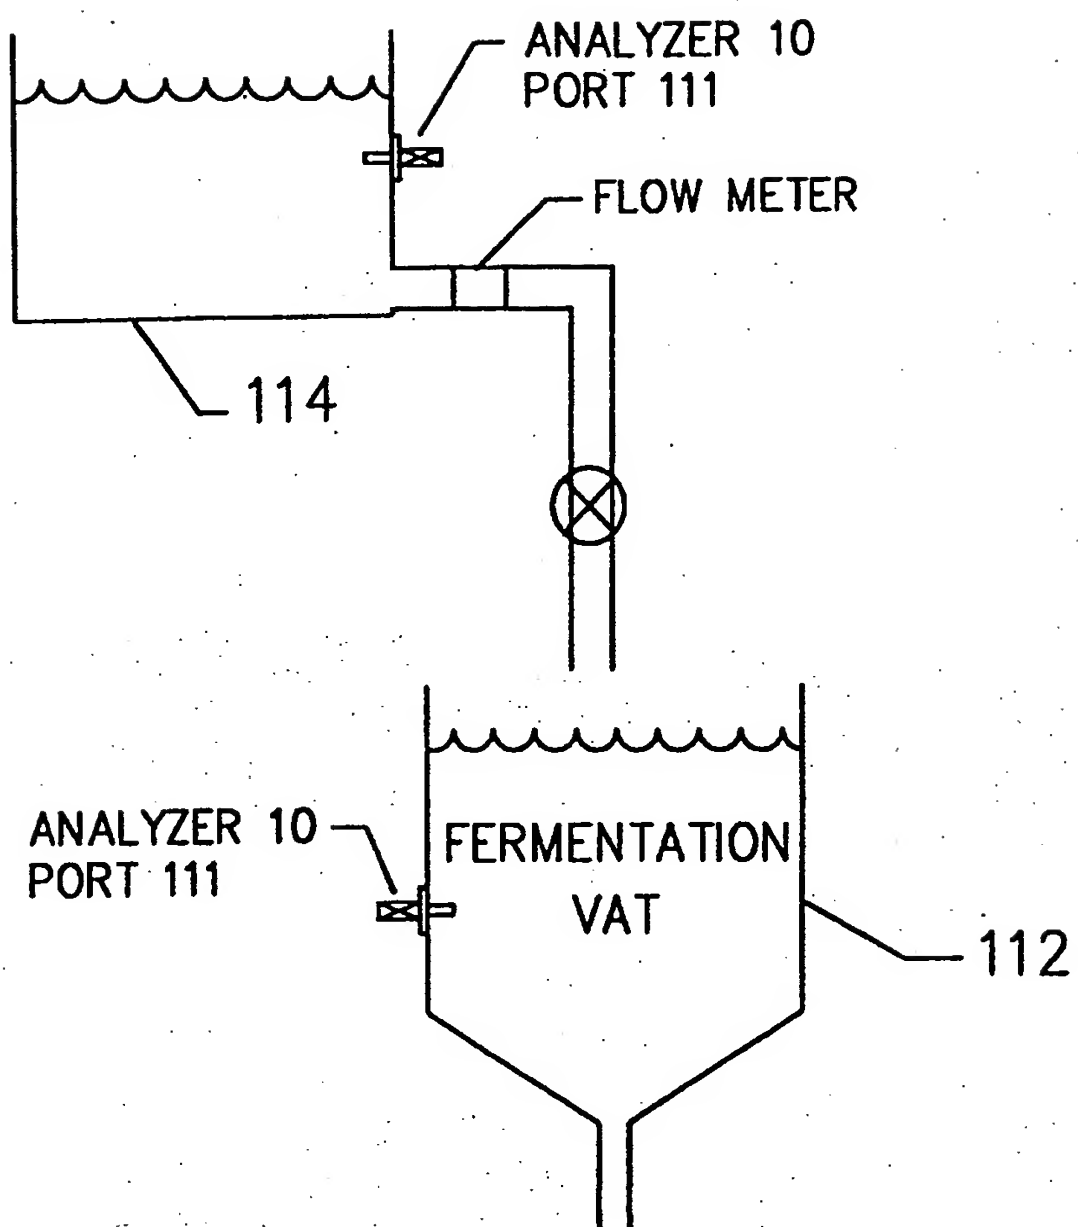 ANALYZER 10
PORT 111
FLOW METER
114
ANALYZER 10
PORT 111
FERMENTATION
VAT
112